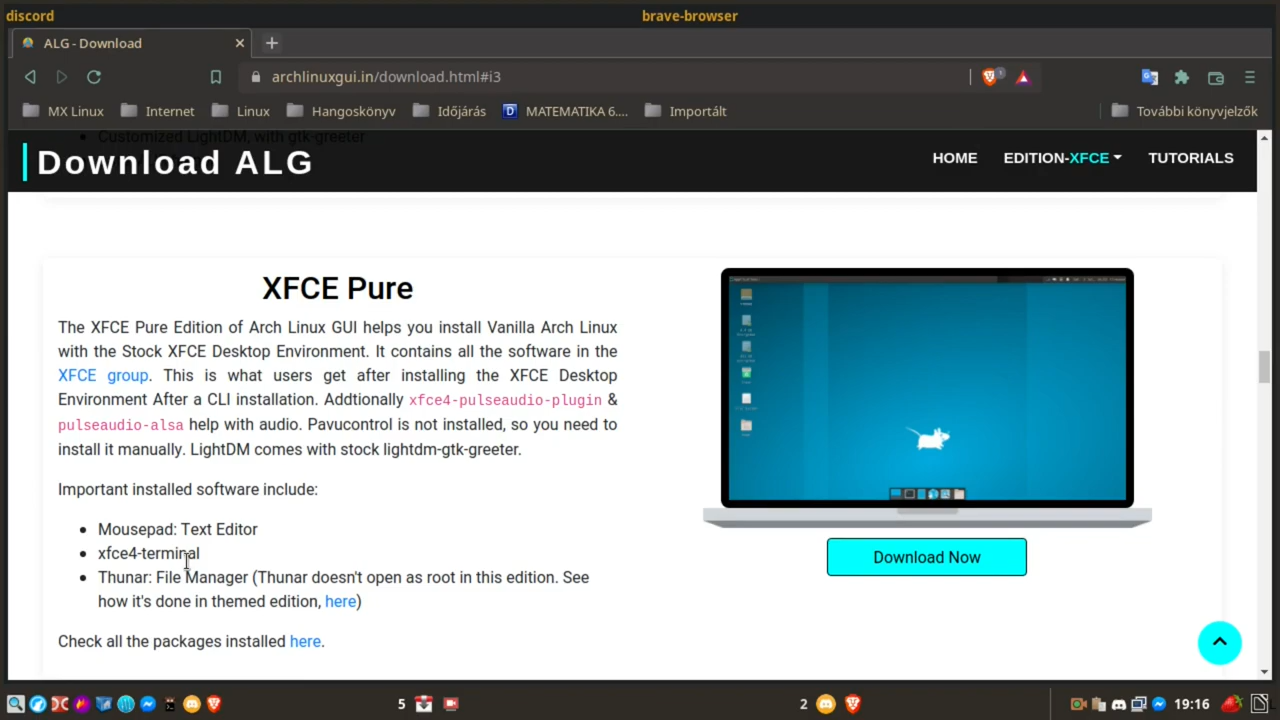 discord
brave-browser
ALG - Download
archlinuxgui.in/download.html#i3
1
MX Linux
Internet
Linux
Hangoskönyv
Időjárás
MATEMATIKA 6....
Importált
További könyvjelzők
Customized LightDM, with gtk-greeter
Download ALG
HOME
EDITION-XFCE
TUTORIALS
XFCE Pure
The XFCE Pure Edition of Arch Linux GUI helps you install Vanilla Arch Linux
with the Stock XFCE Desktop Environment. It contains all the software in the
XFCE group. This is what users get after installing the XFCE Desktop
Environment After a CLI installation. Addtionally xfce4-pulseaudio-plugin &
pulseaudio-alsa help with audio. Pavucontrol is not installed, so you need to
install it manually. LightDM comes with stock lightdm-gtk-greeter.
Important installed software include:
Mousepad: Text Editor
xfce4-terminal
Thunar: File Manager (Thunar doesn't open as root in this edition. See
how it's done in themed edition, here)
Check all the packages installed here.
Download Now
5
2
19:16